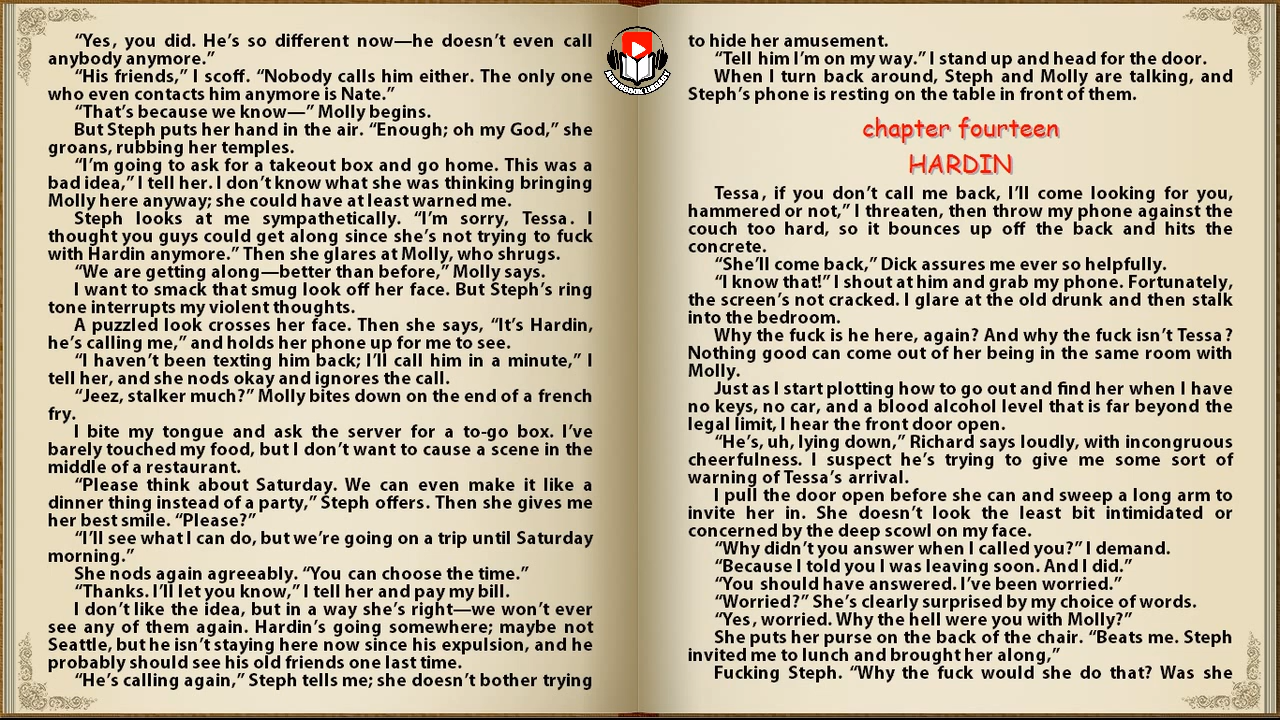 “Yes, you did. He’s so different now—he doesn’t even call
anybody anymore.”
“His friends,” I scoff. “Nobody calls him either. The only one
who even contacts him anymore is Nate.”
“That’s because we know—” Molly begins.
But Steph puts her hand in the air. “Enough; oh my God,” she
groans, rubbing her temples.
“I’m going to ask for a takeout box and go home. This was a
bad idea,” I tell her. I don’t know what she was thinking bringing
Molly here anyway; she could have at least warned me.
Steph looks at me sympathetically. “I’m sorry, Tessa. I
thought you guys could get along since she’s not trying to fuck
with Hardin anymore.” Then she glares at Molly, who shrugs.
“We are getting along—better than before,” Molly says.
I want to smack that smug look off her face. But Steph’s ring
tone interrupts my violent thoughts.
A puzzled look crosses her face. Then she says, “It’s Hardin,
he’s calling me,” and holds her phone up for me to see.
“I haven’t been texting him back; I’ll call him in a minute,” I
tell her, and she nods okay and ignores the call.
“Jeez, stalker much?” Molly bites down on the end of a french
fry.
I bite my tongue and ask the server for a to-go box. I’ve
barely touched my food, but I don’t want to cause a scene in the
middle of a restaurant.
“Please think about Saturday. We can even make it like a
dinner thing instead of a party,” Steph offers. Then she gives me
her best smile. “Please?”
“I’ll see what I can do, but we’re going on a trip until Saturday
morning.”
She nods again agreeably. “You can choose the time.”
“Thanks. I’ll let you know,” I tell her and pay my bill.
I don’t like the idea, but in a way she’s right—we won’t ever
see any of them again. Hardin’s going somewhere; maybe not
Seattle, but he isn’t staying here now since his expulsion, and he
probably should see his old friends one last time.
“He’s calling again,” Steph tells me; she doesn’t bother trying
to hide her amusement.
“Tell him I’m on my way.” I stand up and head for the door.
When I turn back around, Steph and Molly are talking, and
Steph’s phone is resting on the table in front of them.
chapter fourteen
HARDIN
Tessa, if you don’t call me back, I’ll come looking for you,
hammered or not,” I threaten, then throw my phone against the
couch too hard, so it bounces up off the back and hits the
concrete.
“She’ll come back,” Dick assures me ever so helpfully.
“I know that!” I shout at him and grab my phone. Fortunately,
the screen’s not cracked. I glare at the old drunk and then stalk
into the bedroom.
Why the fuck is he here, again? And why the fuck isn’t Tessa?
Nothing good can come out of her being in the same room with
Molly.
Just as I start plotting how to go out and find her when I have
no keys, no car, and a blood alcohol level that is far beyond the
legal limit, I hear the front door open.
“He’s, uh, lying down,” Richard says loudly, with incongruous
cheerfulness. I suspect he’s trying to give me some sort of
warning of Tessa’s arrival.
I pull the door open before she can and sweep a long arm to
invite her in. She doesn’t look the least bit intimidated or
concerned by the deep scowl on my face.
“Why didn’t you answer when I called you?” I demand.
“Because I told you I was leaving soon. And I did.”
“You should have answered. I’ve been worried.”
“Worried?” She’s clearly surprised by my choice of words.
“Yes, worried. Why the hell were you with Molly?”
She puts her purse on the back of the chair. “Beats me. Steph
invited me to lunch and brought her along,”
Fucking Steph. “Why the fuck would she do that? Was she